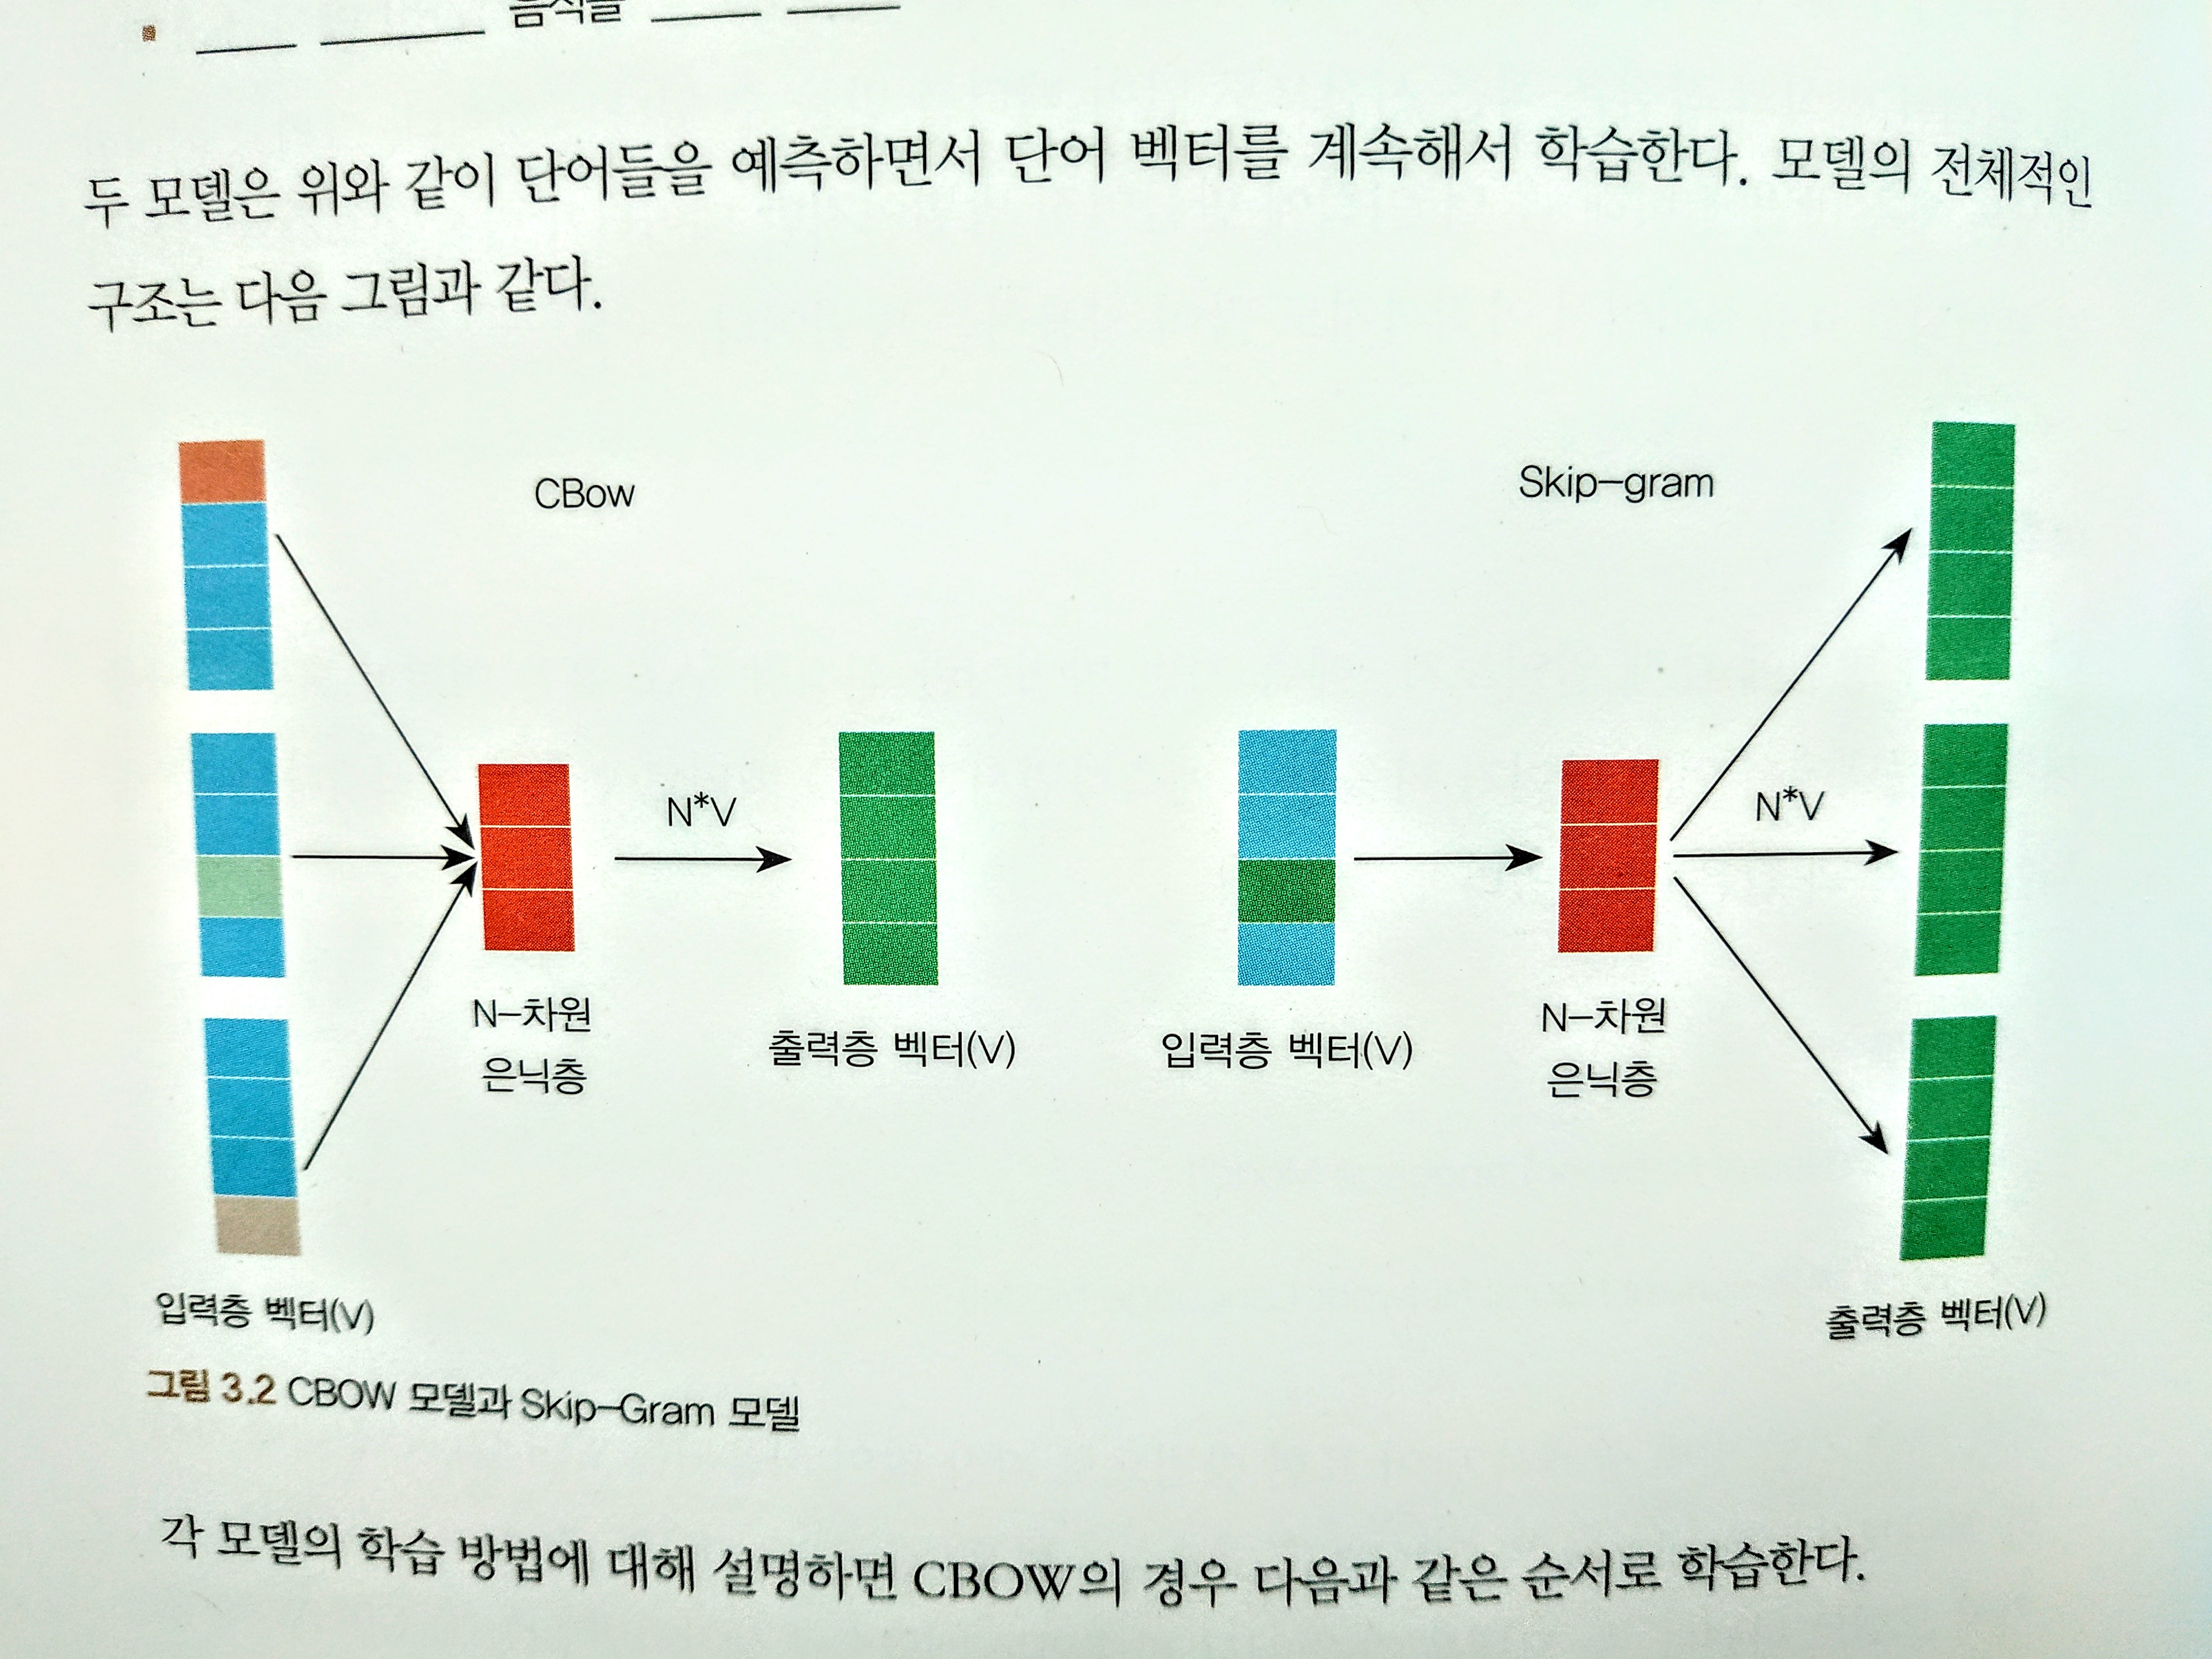 음식을
두 모델은 위와 같이 단어들을 예측하면서 단어 벡터를 계속해서 학습한다. 모델의 전체적인
구조는 다음 그림과 같다.
CBow
Skip-gram
N*V
N*V
N-차원
은닉층
출력층 벡터(V)
입력층 벡터(V)
N-차원
은닉층
입력층 벡터(V)
출력층 벡터(V)
그림 3.2 CBOW 모델과 Skip-Gram 모델
각 모델의 학습 방법에 대해 설명하면 CBOW의 경우 다음과 같은 순서로 학습한다.